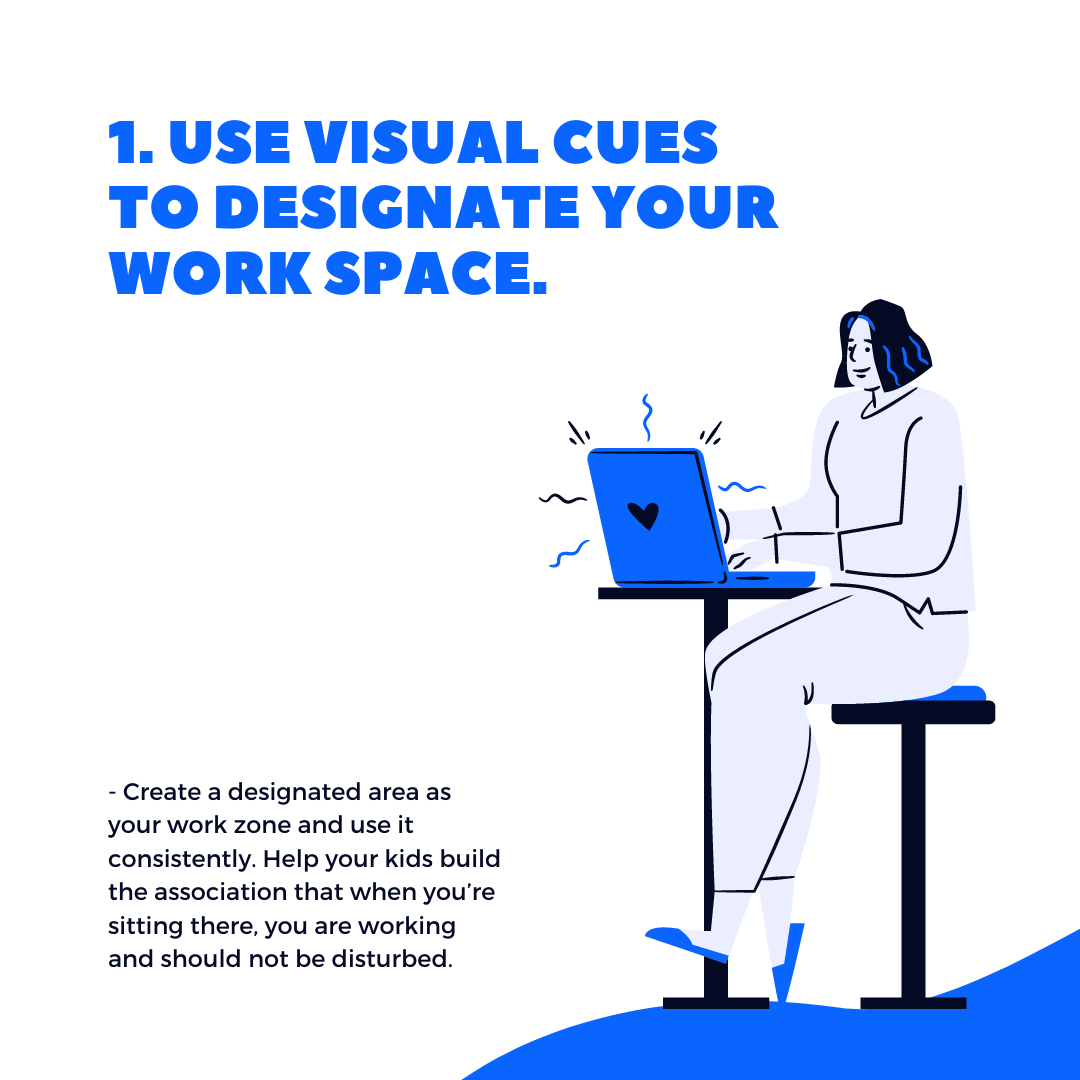 1. USE VISUAL CUES
TO DESIGNATE YOUR
WORK SPACE.
- Create a designated area as
your work zone and use it
consistently. Help your kids build
the association that when you’re
sitting there, you are working
and should not be disturbed.